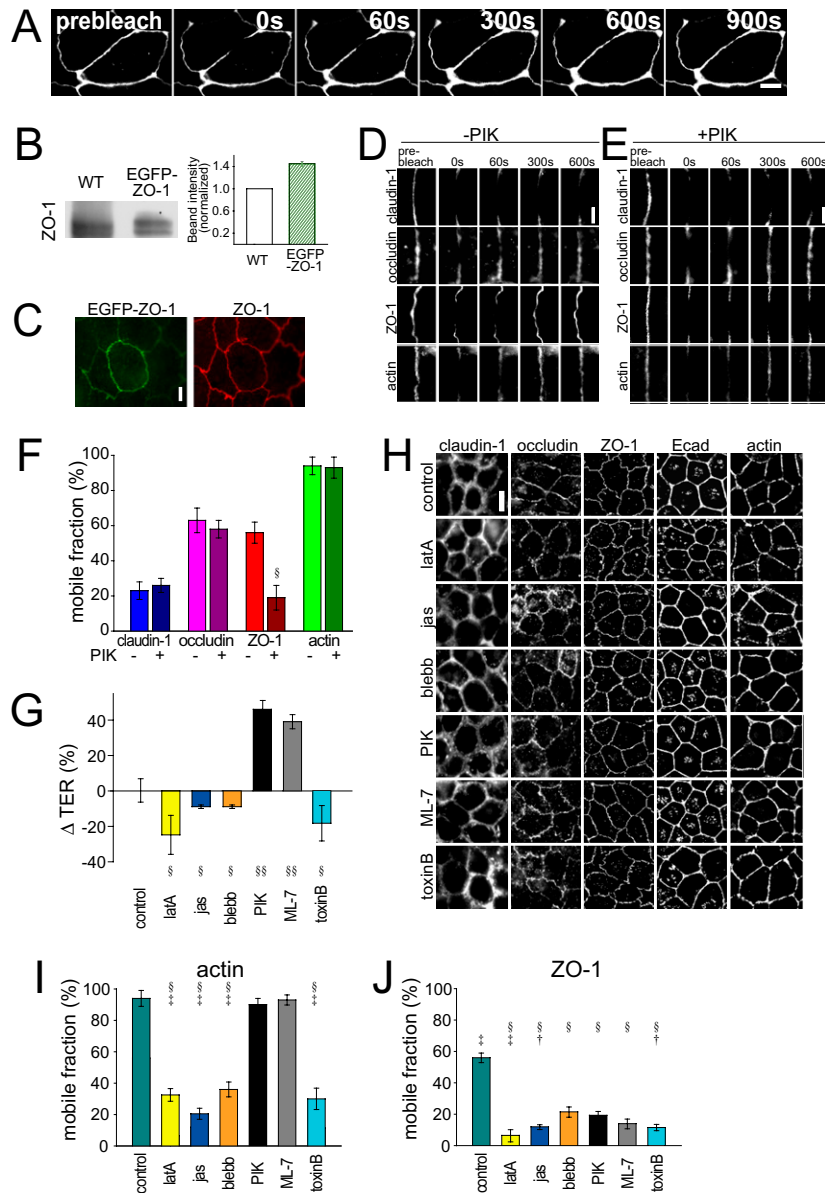 A
prebleach 0s 60s 300s 600s 900s
B
WT EGFP-
ZO-1
ZO-1
Beand intensity
(normalized)
1.4
1.0
0.6
0.2
WT EGFP
-ZO-1
C
EGFP-ZO-1 ZO-1
D
-PIK
pre-
bleach 0s 60s 300s 600s
claudin-1
occludin
ZO-1
actin
E
+PIK
pre-
bleach 0s 60s 300s 600s
claudin-1
occludin
ZO-1
actin
F
mobile fraction (%)
100
80
60
40
20
0
§
claudin-1 occludin ZO-1 actin
PIK - + - + - + - +
G
Δ TER (%)
40
0
-20
-40
§ § § §§ §§ §
control latA jas blebb PIK ML-7 toxinB
H
claudin-1 occludin ZO-1 Ecad actin
control
latA
jas
blebb
PIK
ML-7
toxinB
I
actin
mobile fraction (%)
100
80
60
40
20
0
§ § § §
‡ ‡ ‡ ‡
‡ ‡ ‡ ‡
control latA jas blebb PIK ML-7 toxinB
J
ZO-1
mobile fraction (%)
100
80
60
40
20
0
§ § § § § §
‡ ‡ † †
control latA jas blebb PIK ML-7 toxinB